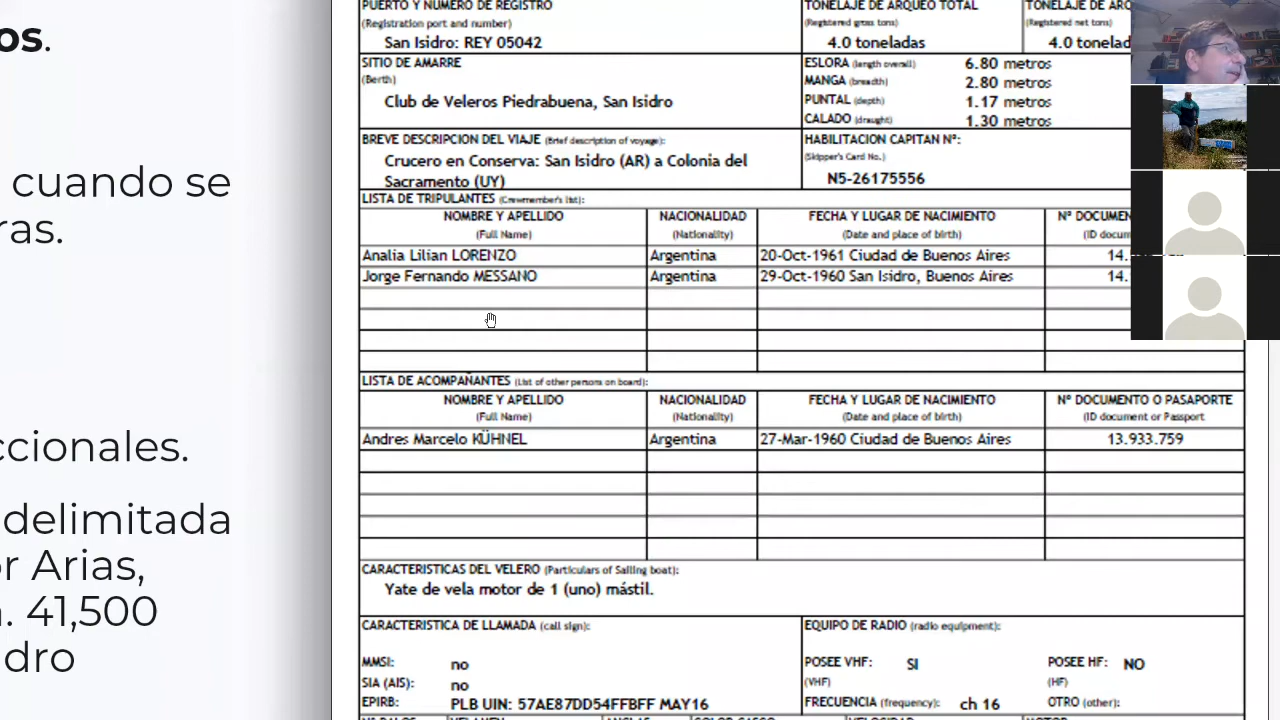 os.
cuando se
ras.
ccionales.
delimitada
or Arias,
41,500
dro
PUERTO Y NUMERO DE REGISTRO
(Registration port and number)
San Isidro: REY 05042
TONELAJE DE ARQUEO TOTAL
(Registered gross tons)
4.0 toneladas
TONELAJE DE ARQ
(Registered net tons)
4.0 tonelad
SITIO DE AMARRE
(Berth)
Club de Veleros Piedrabuena, San Isidro
ESLORA (length overall) 6.80 metros
MANGA (breadth) 2.80 metros
PUNTAL (depth) 1.17 metros
CALADO (draught) 1.30 metros
BREVE DESCRIPCION DEL VIAJE (Brief description of voyage):
Crucero en Conserva: San Isidro (AR) a Colonia del
Sacramento (UY)
HABILITACION CAPITAN Nº:
(Skipper's Card No.)
N5-26175556
LISTA DE TRIPULANTES (Crewmember's list):
NOMBRE Y APELLIDO NACIONALIDAD FECHA Y LUGAR DE NACIMIENTO Nº DOCUMEN
(Full Name) (Nationality) (Date and place of birth) (ID docum
Analia Lilian LORENZO Argentina 20-Oct-1961 Ciudad de Buenos Aires 14.
Jorge Fernando MESSANO Argentina 29-Oct-1960 San Isidro, Buenos Aires 14.
LISTA DE ACOMPAÑANTES (List of other persons on board):
NOMBRE Y APELLIDO NACIONALIDAD FECHA Y LUGAR DE NACIMIENTO Nº DOCUMENTO O PASAPORTE
(Full Name) (Nationality) (Date and place of birth) (ID document or Passport
Andres Marcelo KÜHNEL Argentina 27-Mar-1960 Ciudad de Buenos Aires 13.933.759
CARACTERISTICAS DEL VELERO (Particulars of Sailing boat):
Yate de vela motor de 1 (uno) mástil.
CARACTERISTICA DE LLAMADA (call sign):
MMSI: no
SIA (AIS): no
EPIRB: PLB UIN: 57AE87DD54FFBFF MAY16
EQUIPO DE RADIO (radio equipment):
POSEE VHF: SI POSEE HF: NO
(VHF) (HF)
FRECUENCIA (frequency): ch 16 OTRO (other):